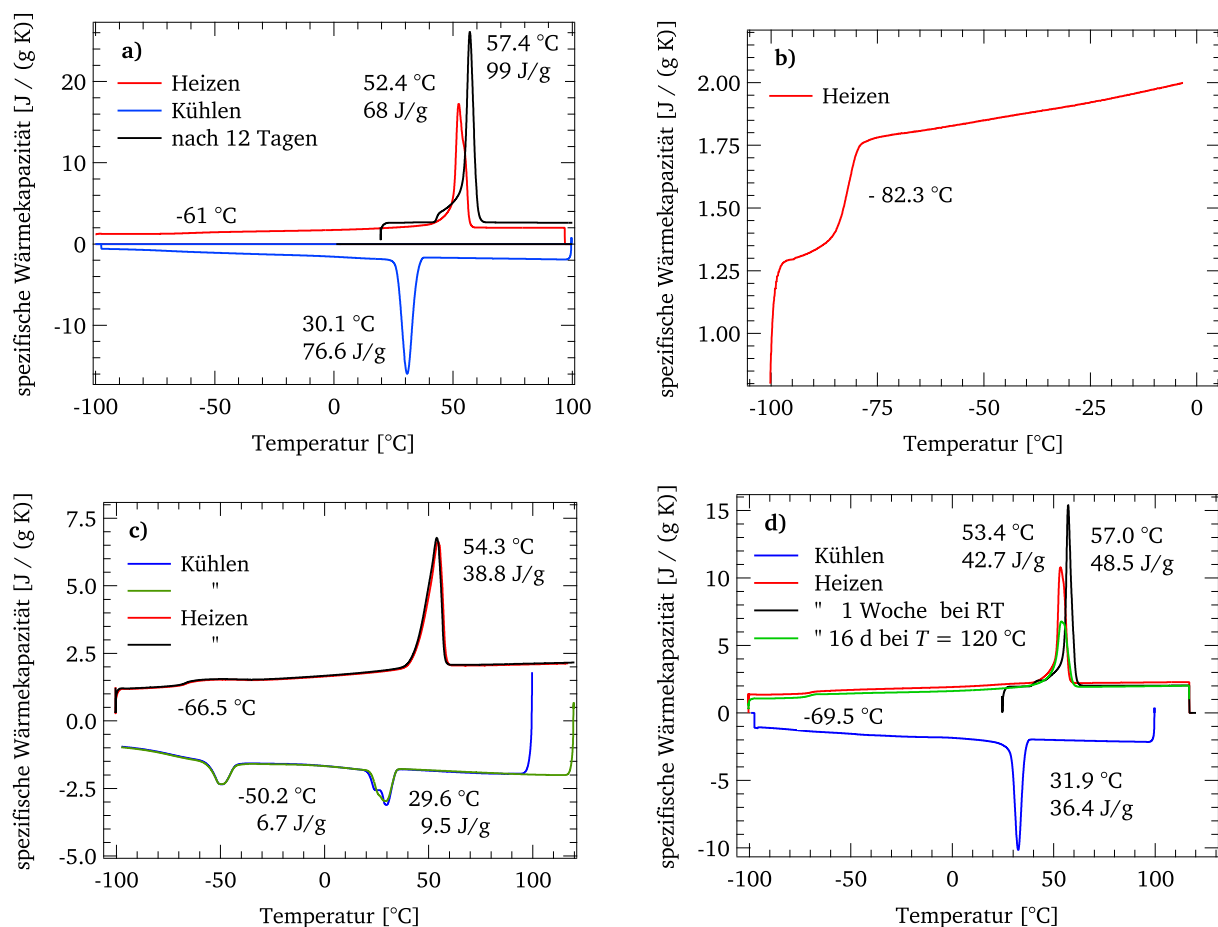 a)
Heizen
Kühlen
nach 12 Tagen
52.4 °C
68 J/g
57.4 °C
99 J/g
-61 °C
30.1 °C
76.6 J/g
20
10
0
-10
-100
-50
0
50
100
Temperatur [°C]
spezifische Wärmekapazität [J / (g K)]
b)
Heizen
- 82.3 °C
2.00
1.75
1.50
1.25
1.00
-100
-75
-50
-25
0
Temperatur [°C]
spezifische Wärmekapazität [J / (g K)]
c)
Kühlen
"
Heizen
"
54.3 °C
38.8 J/g
-66.5 °C
-50.2 °C
6.7 J/g
29.6 °C
9.5 J/g
7.5
5.0
2.5
0.0
-2.5
-5.0
-100
-50
0
50
100
Temperatur [°C]
spezifische Wärmekapazität [J / (g K)]
d)
Kühlen
Heizen
" 1 Woche bei RT
" 16 d bei T = 120 °C
53.4 °C
42.7 J/g
57.0 °C
48.5 J/g
-69.5 °C
31.9 °C
36.4 J/g
15
10
5
0
-5
-10
-100
-50
0
50
100
Temperatur [°C]
spezifische Wärmekapazität [J / (g K)]